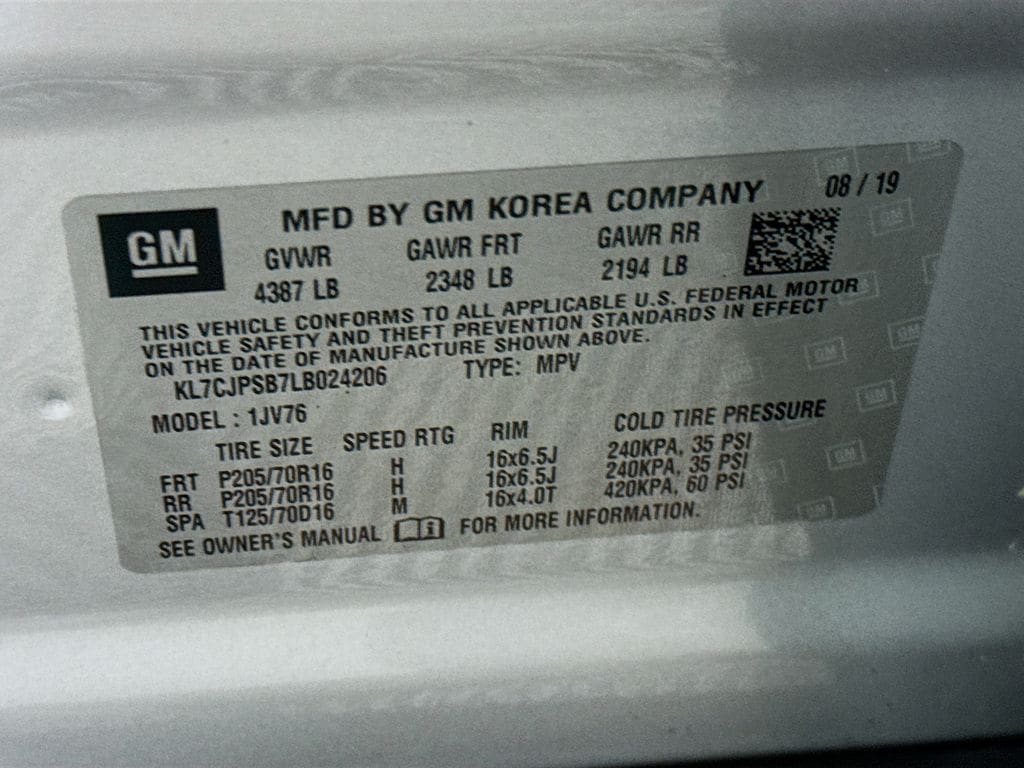 GM
MFD BY GM KOREA COMPANY 08 / 19
GVWR GAWR FRT GAWR RR
4387 LB 2348 LB 2194 LB
THIS VEHICLE CONFORMS TO ALL APPLICABLE U.S. FEDERAL MOTOR
VEHICLE SAFETY AND THEFT PREVENTION STANDARDS IN EFFECT
ON THE DATE OF MANUFACTURE SHOWN ABOVE.
KL7CJPSB7LB024206 TYPE: MPV
MODEL : 1JV76
TIRE SIZE SPEED RTG RIM COLD TIRE PRESSURE
FRT P205/70R16 H 16x6.5J 240KPA, 35 PSI
RR P205/70R16 H 16x6.5J 240KPA, 35 PSI
SPA T125/70D16 M 16x4.0T 420KPA, 60 PSI
SEE OWNER'S MANUAL FOR MORE INFORMATION.